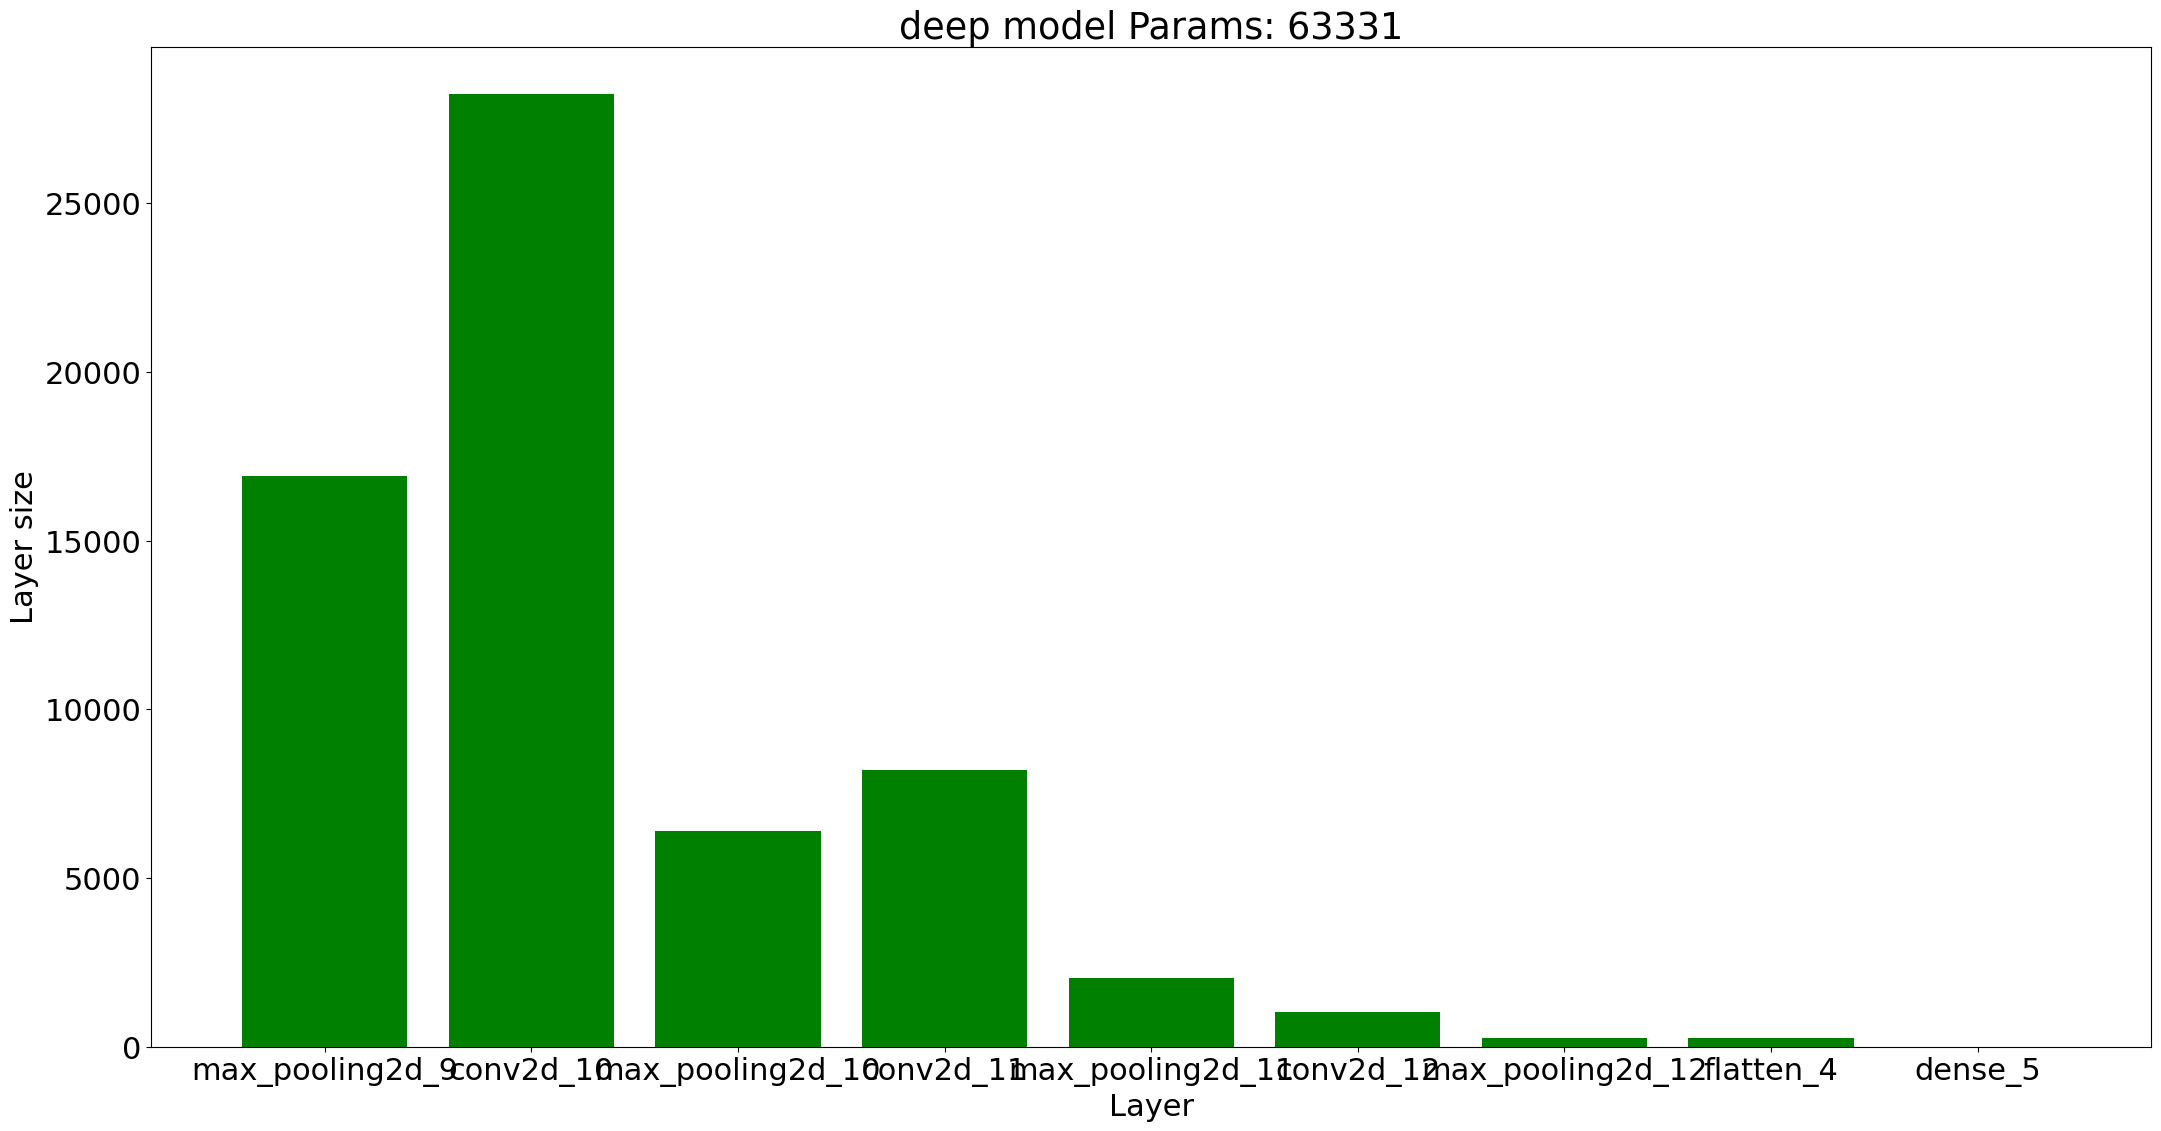 deep model Params: 63331
Layer size
25000
20000
15000
10000
5000
0
max_pooling2d_9 conv2d_10 max_pooling2d_10 conv2d_11 max_pooling2d_11 conv2d_12 max_pooling2d_12 flatten_4 dense_5
Layer